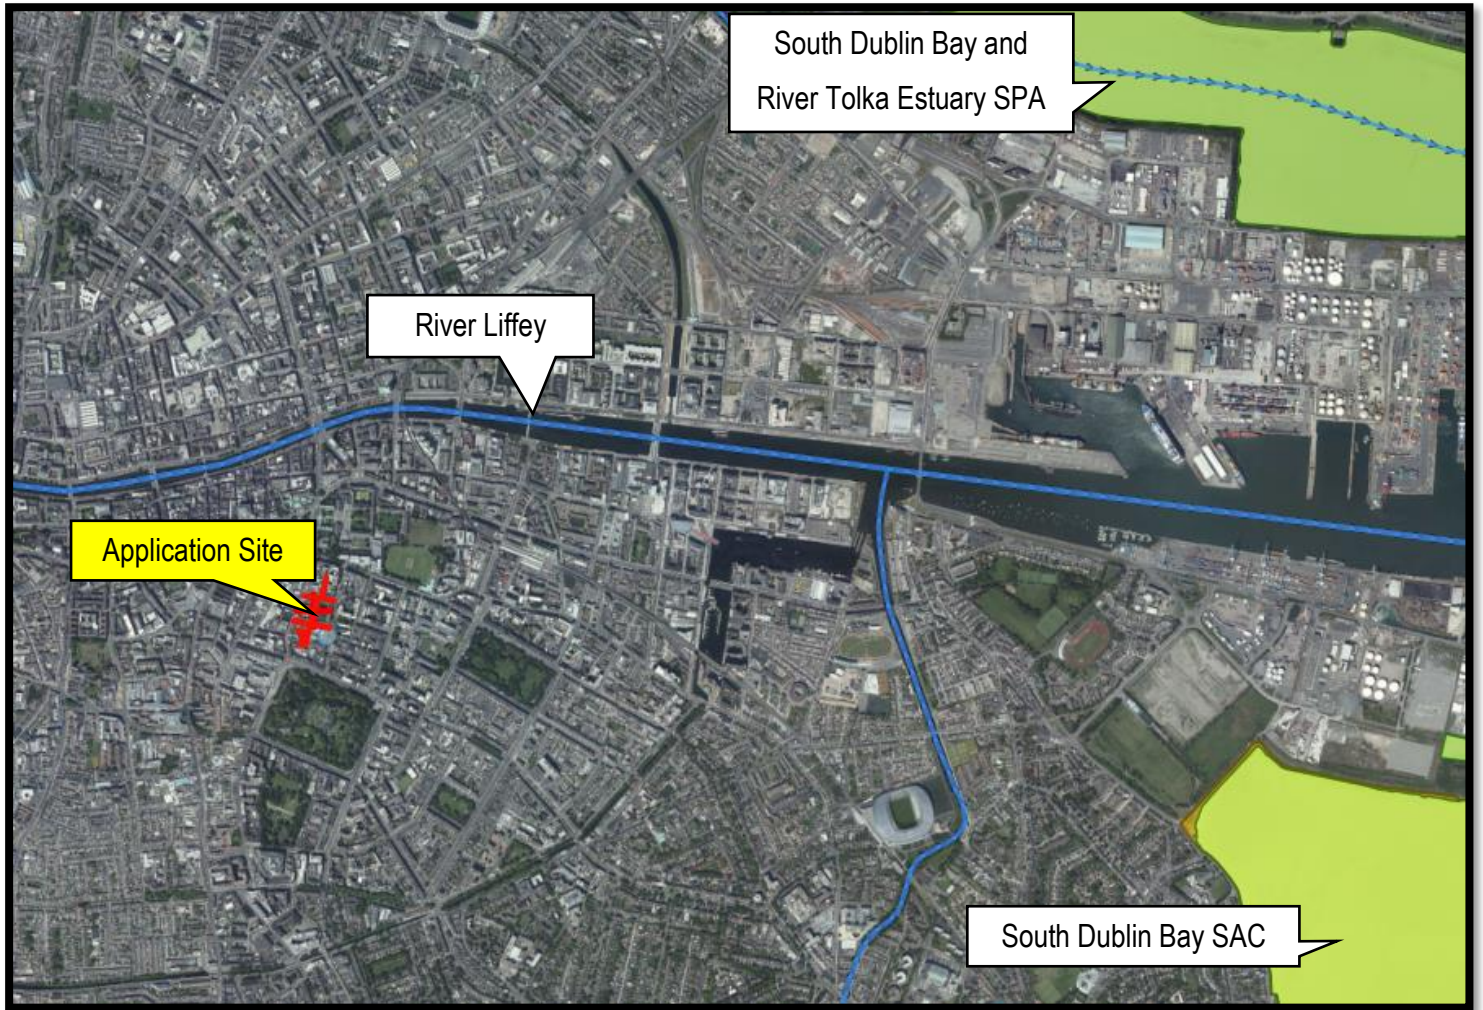 South Dublin Bay and
River Tolka Estuary SPA
River Liffey
Application Site
South Dublin Bay SAC